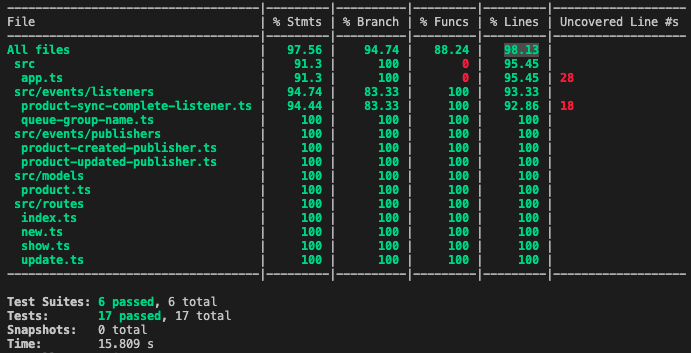 File | % Stmts | % Branch | % Funcs | % Lines | Uncovered Line #s
All files | 97.56 | 94.74 | 88.24 | 98.13 |
src | 91.3 | 100 | 0 | 95.45 |
app.ts | 91.3 | 100 | 0 | 95.45 | 28
src/events/listeners | 94.74 | 83.33 | 100 | 93.33 |
product-sync-complete-listener.ts | 94.44 | 83.33 | 100 | 92.86 | 18
queue-group-name.ts | 100 | 100 | 100 | 100 |
src/events/publishers | 100 | 100 | 100 | 100 |
product-created-publisher.ts | 100 | 100 | 100 | 100 |
product-updated-publisher.ts | 100 | 100 | 100 | 100 |
src/models | 100 | 100 | 100 | 100 |
product.ts | 100 | 100 | 100 | 100 |
src/routes | 100 | 100 | 100 | 100 |
index.ts | 100 | 100 | 100 | 100 |
new.ts | 100 | 100 | 100 | 100 |
show.ts | 100 | 100 | 100 | 100 |
update.ts | 100 | 100 | 100 | 100 |
Test Suites: 6 passed, 6 total
Tests: 17 passed, 17 total
Snapshots: 0 total
Time: 15.809 s